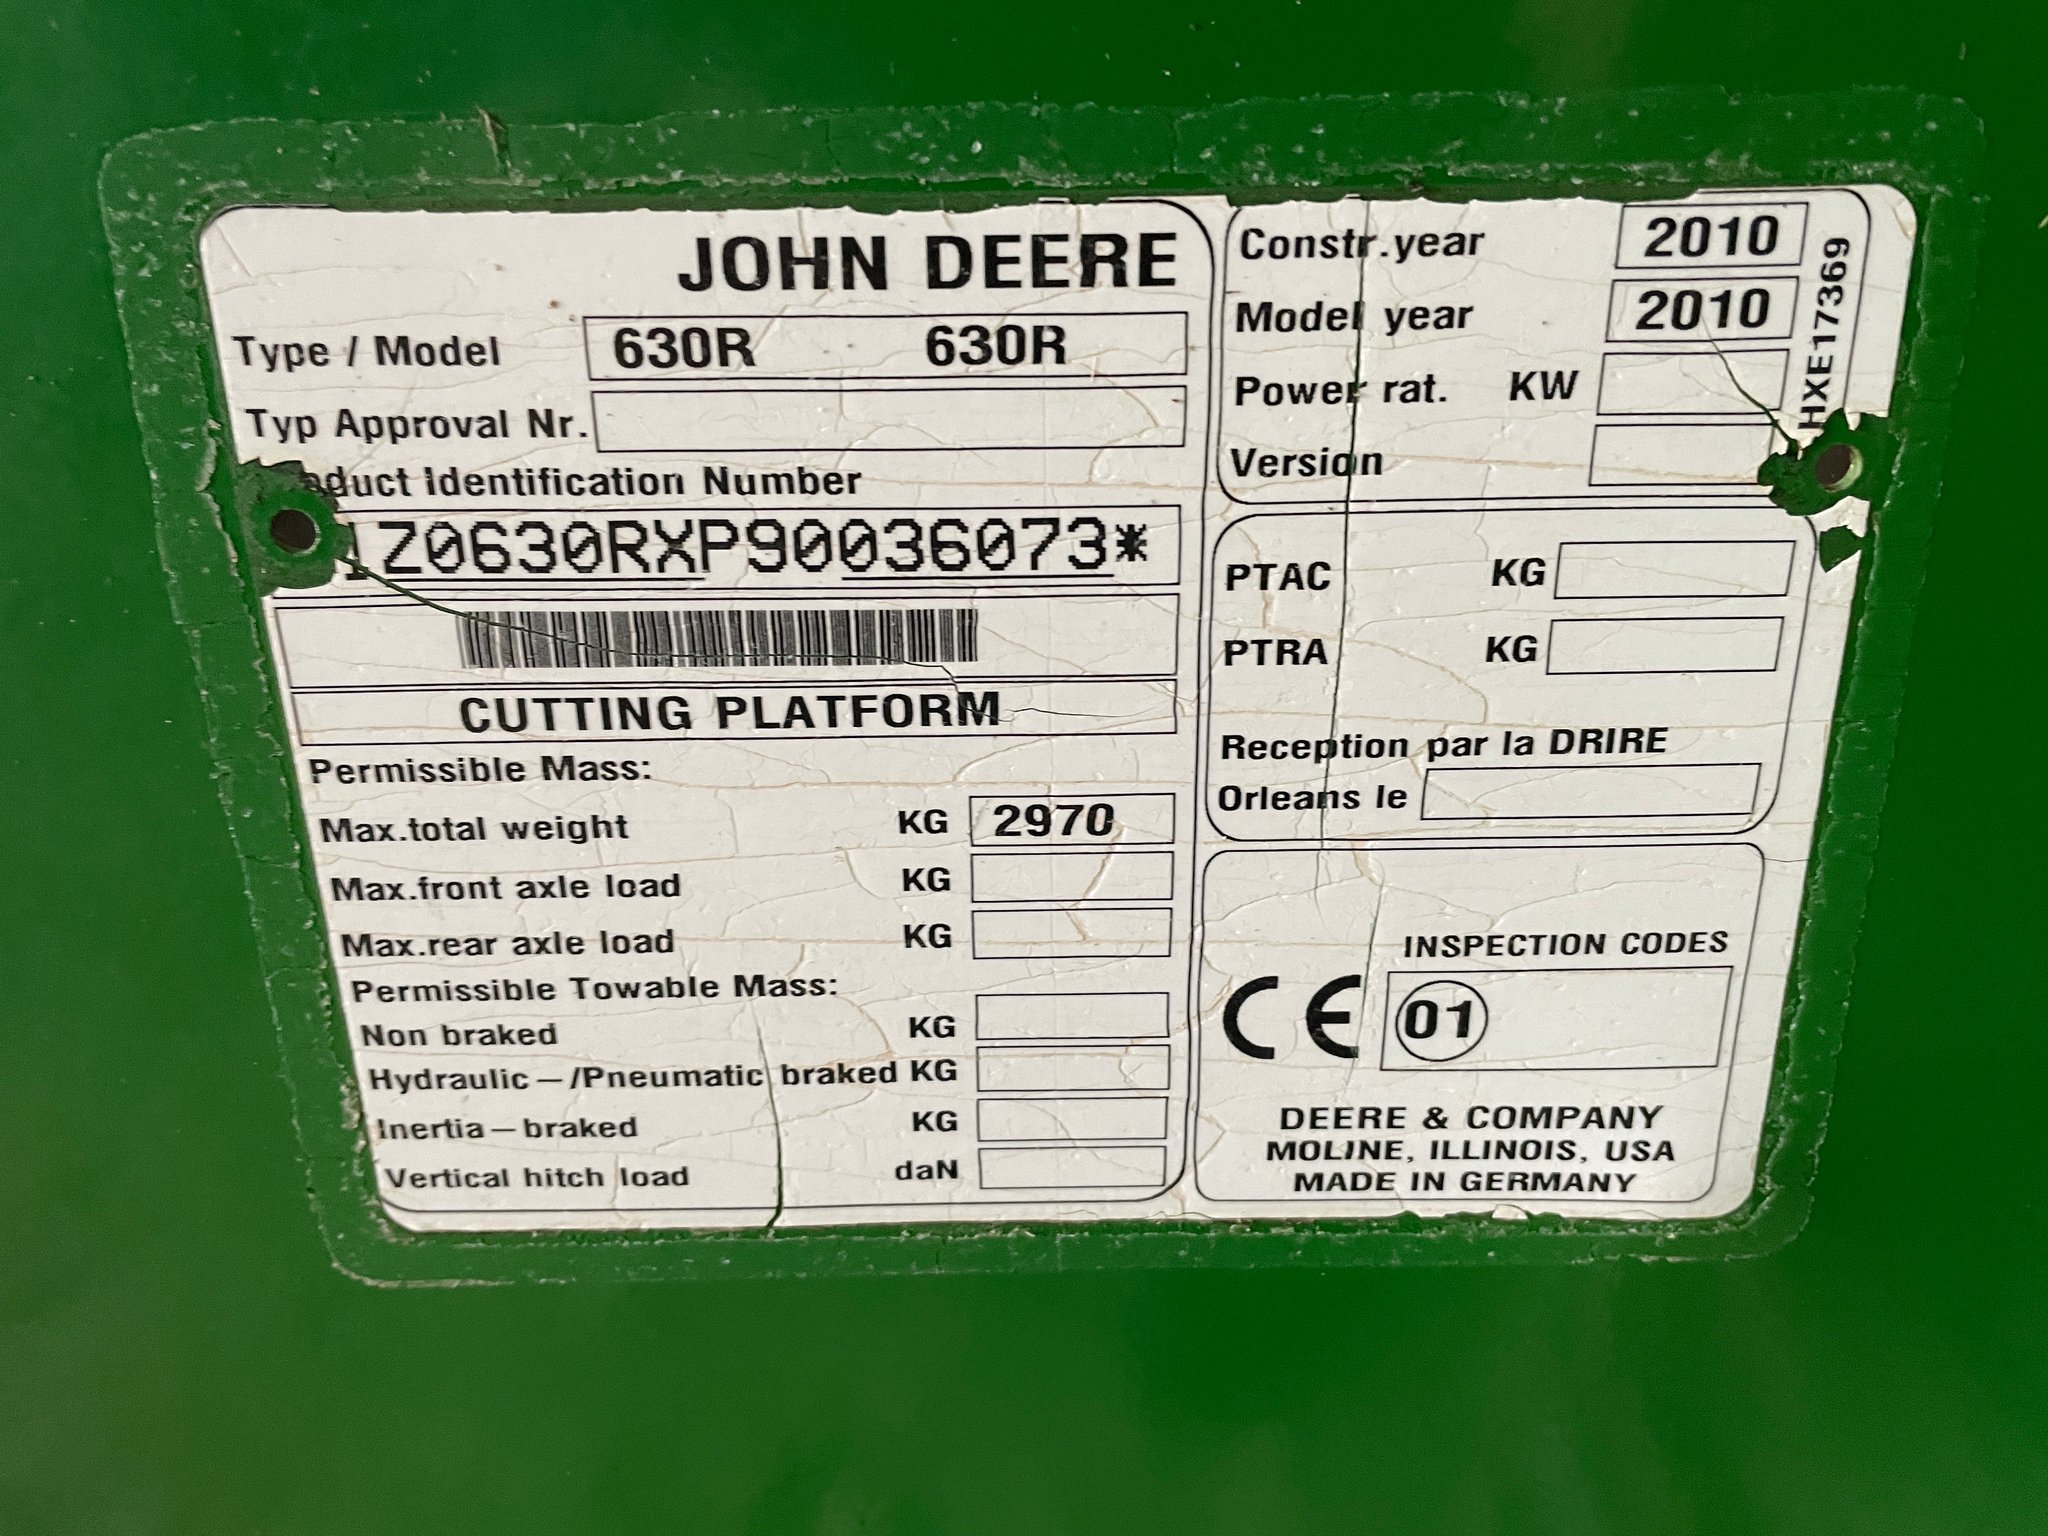 JOHN DEERE
Type / Model 630R 630R
Typ Approval Nr.
oduct Identification Number
1Z0630RXP90036073*
CUTTING PLATFORM
Permissible Mass:
Max.total weight KG 2970
Max.front axle load KG
Max.rear axle load KG
Permissible Towable Mass:
Non braked KG
Hydraulic-/Pneumatic braked KG
Inertia-braked KG
Vertical hitch load daN
Constr.year 2010
Model year 2010
Power rat. KW
Version
HXE17369
PTAC KG
PTRA KG
Reception par la DRIRE
Orleans le
INSPECTION CODES
CE 01
DEERE & COMPANY
MOLINE, ILLINOIS, USA
MADE IN GERMANY